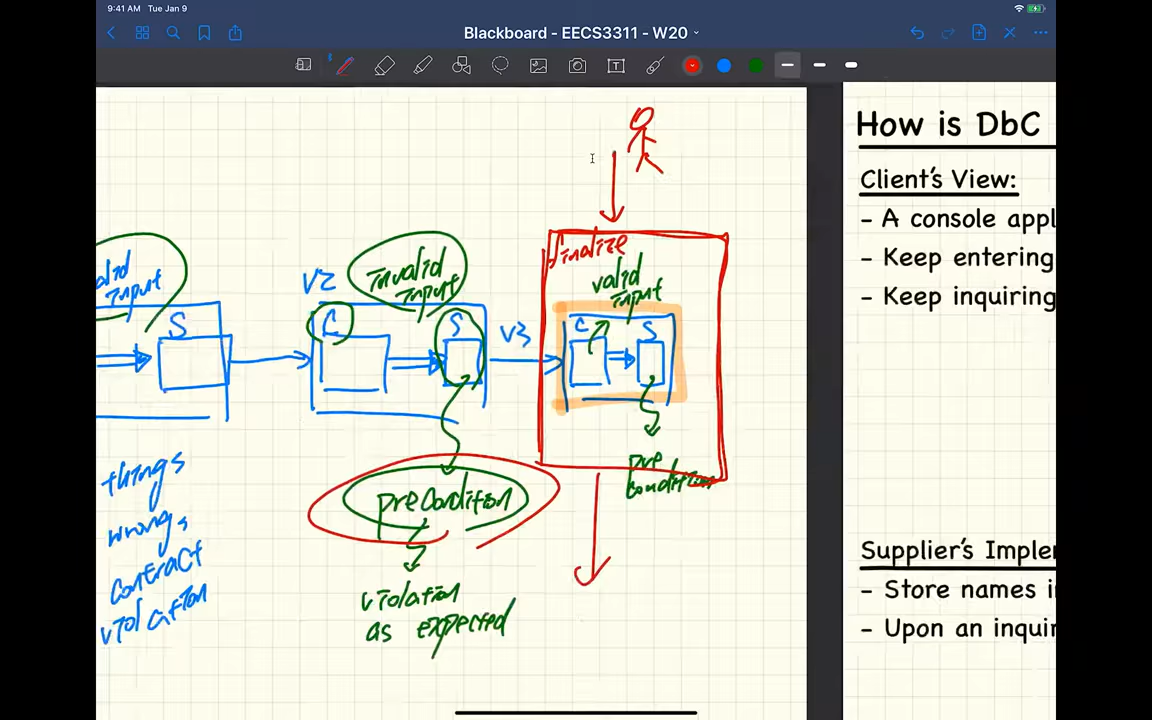 9:41 AM Tue Jan 9
Blackboard - EECS3311 - W20
How is DbC
Client's View:
- A console appl
- Keep entering
- Keep inquiring
Supplier's Implem
- Store names i
- Upon an inquir
input
S
V2
invalid
input
C
S
V3
finalize
valid
input
C
S
precondition
violation
as expected
pre
condition
things
wrong
contract
violation